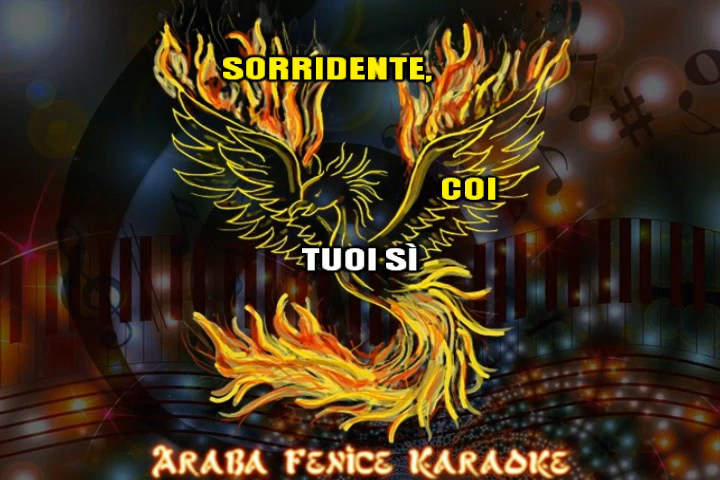 SORRIDENTE,
COI
TUOI SÌ
ARABA FENICE KARAOKE